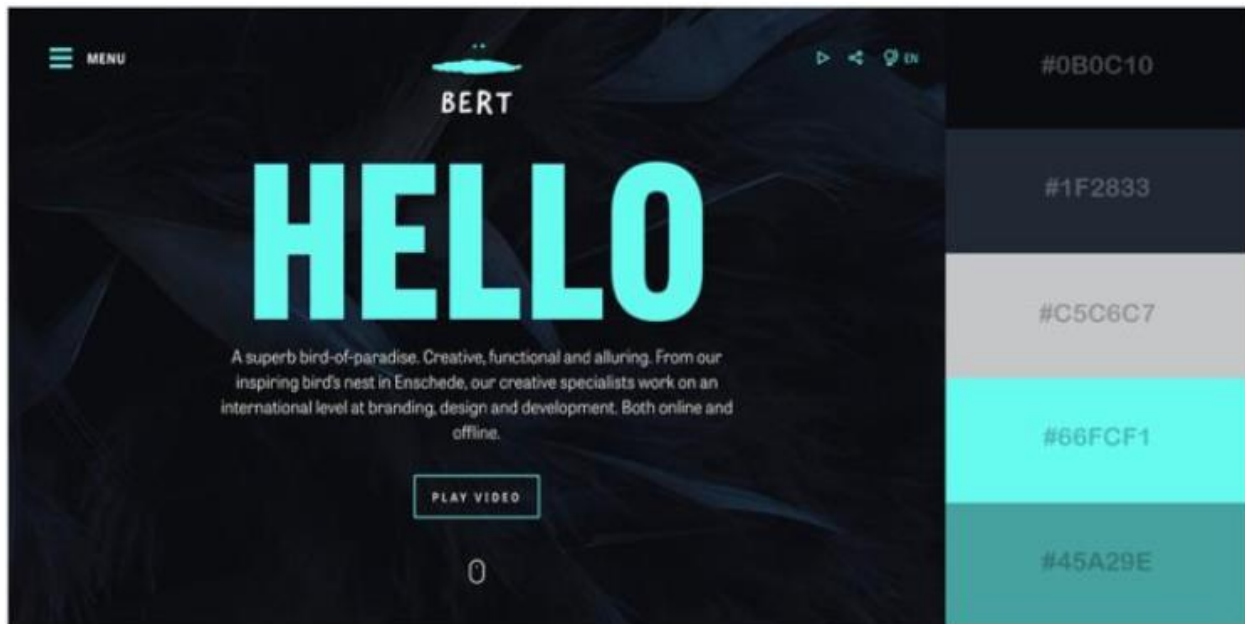 MENU
BERT
EN
HELLO
A superb bird-of-paradise. Creative, functional and alluring. From our
inspiring bird's nest in Enschede, our creative specialists work on an
international level at branding, design and development. Both online and
offline.
PLAY VIDEO
#0B0C10
#1F2833
#C5C6C7
#66FCF1
#45A29E